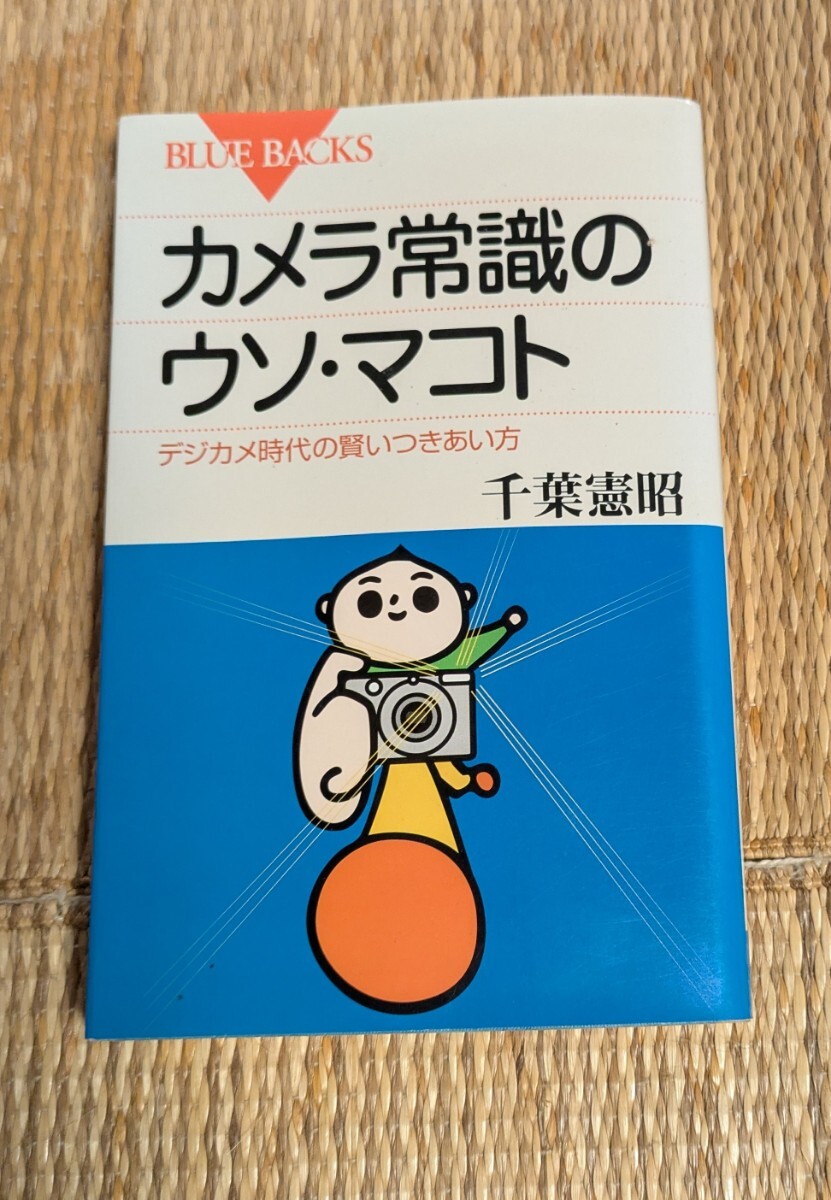 BLUE BACKS
カメラ常識の
ウソ・マコト
デジカメ時代の賢いつきあい方
千葉憲昭